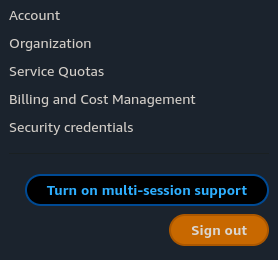 Account
Organization
Service Quotas
Billing and Cost Management
Security credentials
Turn on multi-session support
Sign out